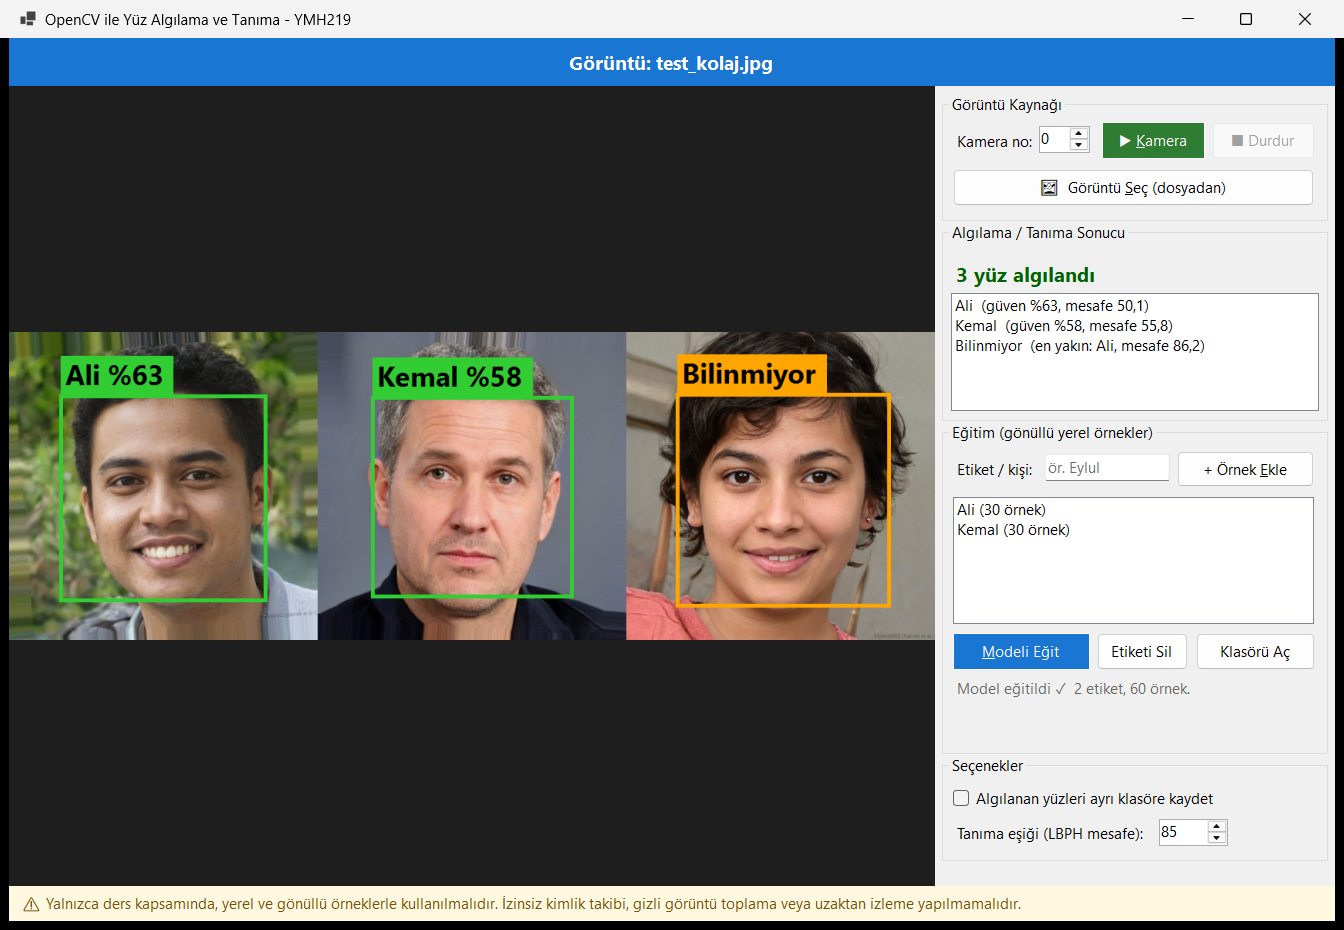 OpenCV ile Yüz Algılama ve Tanıma - YMH219
Görüntü: test_kolaj.jpg
Ali %63
Kemal %58
Bilinmiyor
Görüntü Kaynağı
Kamera no: 0 ▶ Kamera ■ Durdur
Görüntü Seç (dosyadan)
Algılama / Tanıma Sonucu
3 yüz algılandı
Ali (güven %63, mesafe 50,1)
Kemal (güven %58, mesafe 55,8)
Bilinmiyor (en yakın: Ali, mesafe 86,2)
Eğitim (gönüllü yerel örnekler)
Etiket / kişi: ör. Eylul + Örnek Ekle
Ali (30 örnek)
Kemal (30 örnek)
Modeli Eğit Etiketi Sil Klasörü Aç
Model eğitildi ✓ 2 etiket, 60 örnek.
Seçenekler
Algılanan yüzleri ayrı klasöre kaydet
Tanıma eşiği (LBPH mesafe): 85
⚠ Yalnızca ders kapsamında, yerel ve gönüllü örneklerle kullanılmalıdır. İzinsiz kimlik takibi, gizli görüntü toplama veya uzaktan izleme yapılmamalıdır.